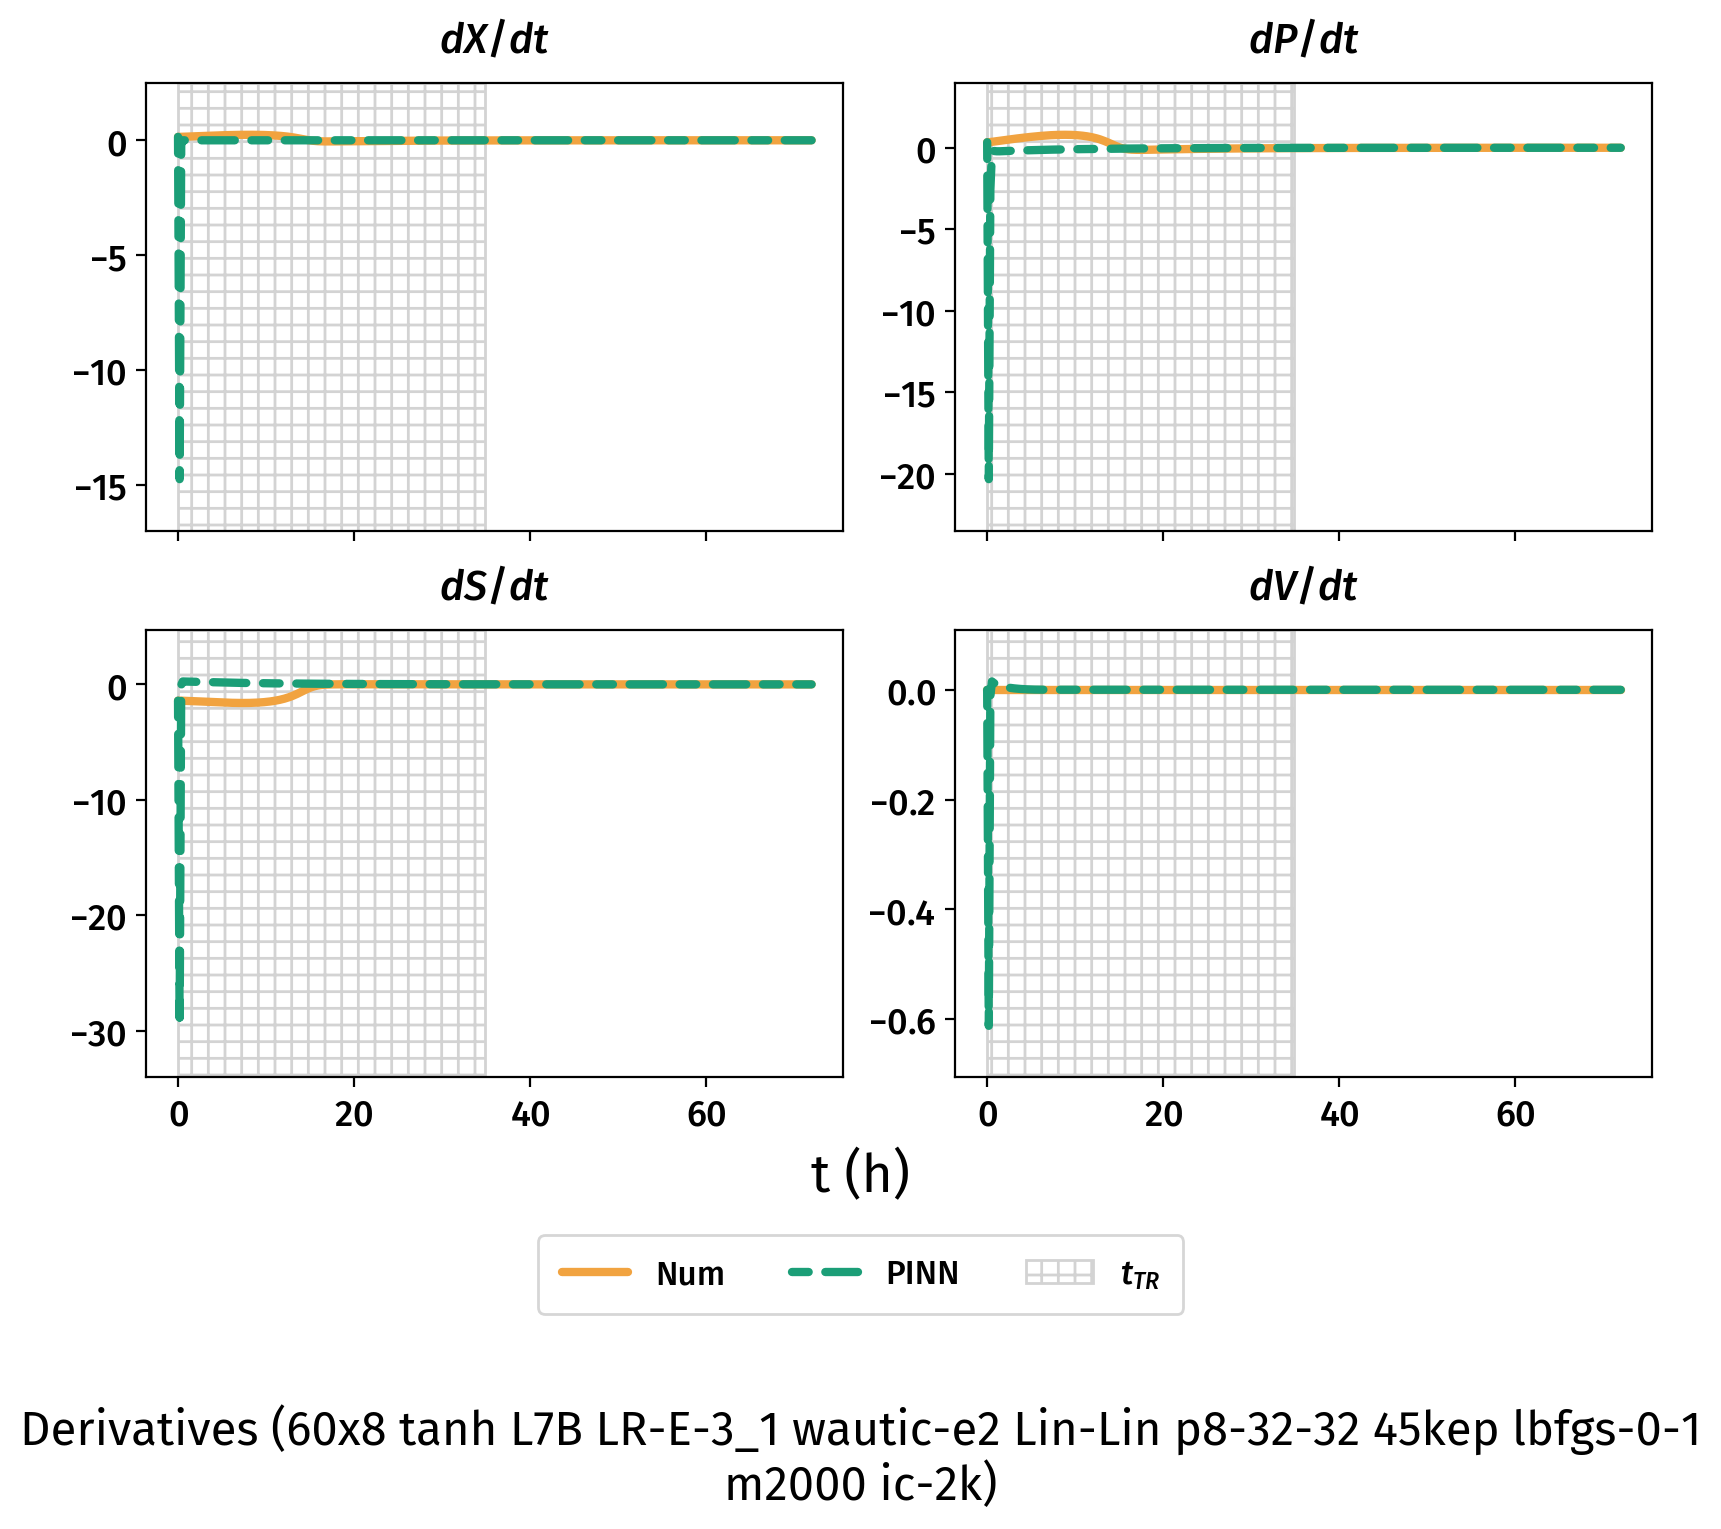 dX/dt
dP/dt
0
−5
−10
−15
0
−5
−10
−15
−20
dS/dt
dV/dt
0
−10
−20
−30
0.0
−0.2
−0.4
−0.6
0 20 40 60
0 20 40 60
t (h)
Num PINN tTR
Derivatives (60x8 tanh L7B LR-E-3_1 wautic-e2 Lin-Lin p8-32-32 45kep lbfgs-0-1
m2000 ic-2k)